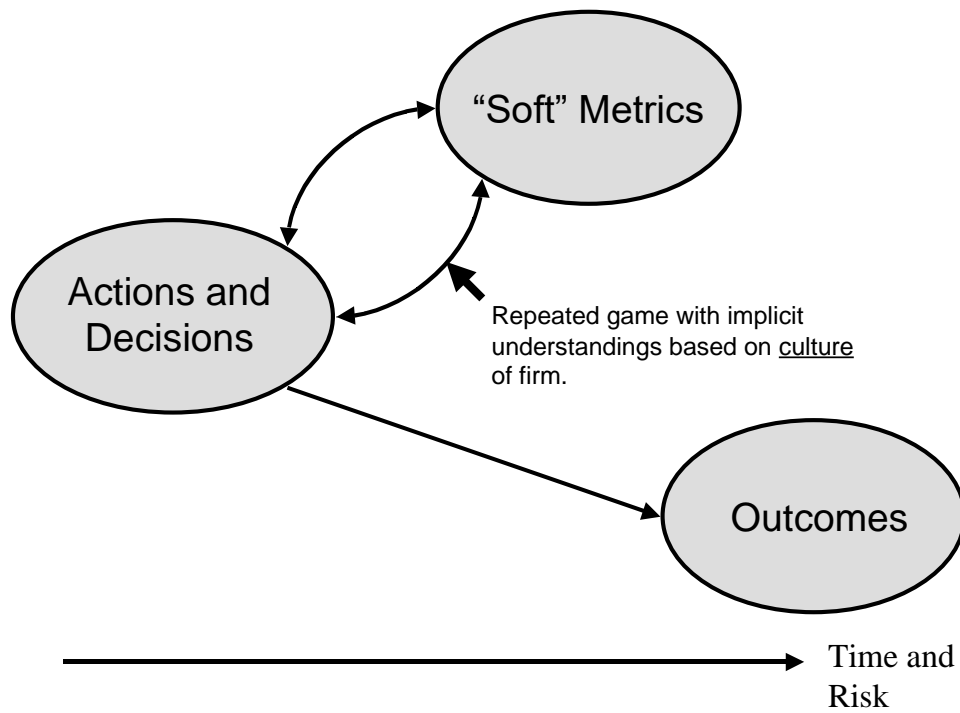 “Soft” Metrics
Actions and
Decisions
Repeated game with implicit
understandings based on culture
of firm.
Outcomes
Time and
Risk